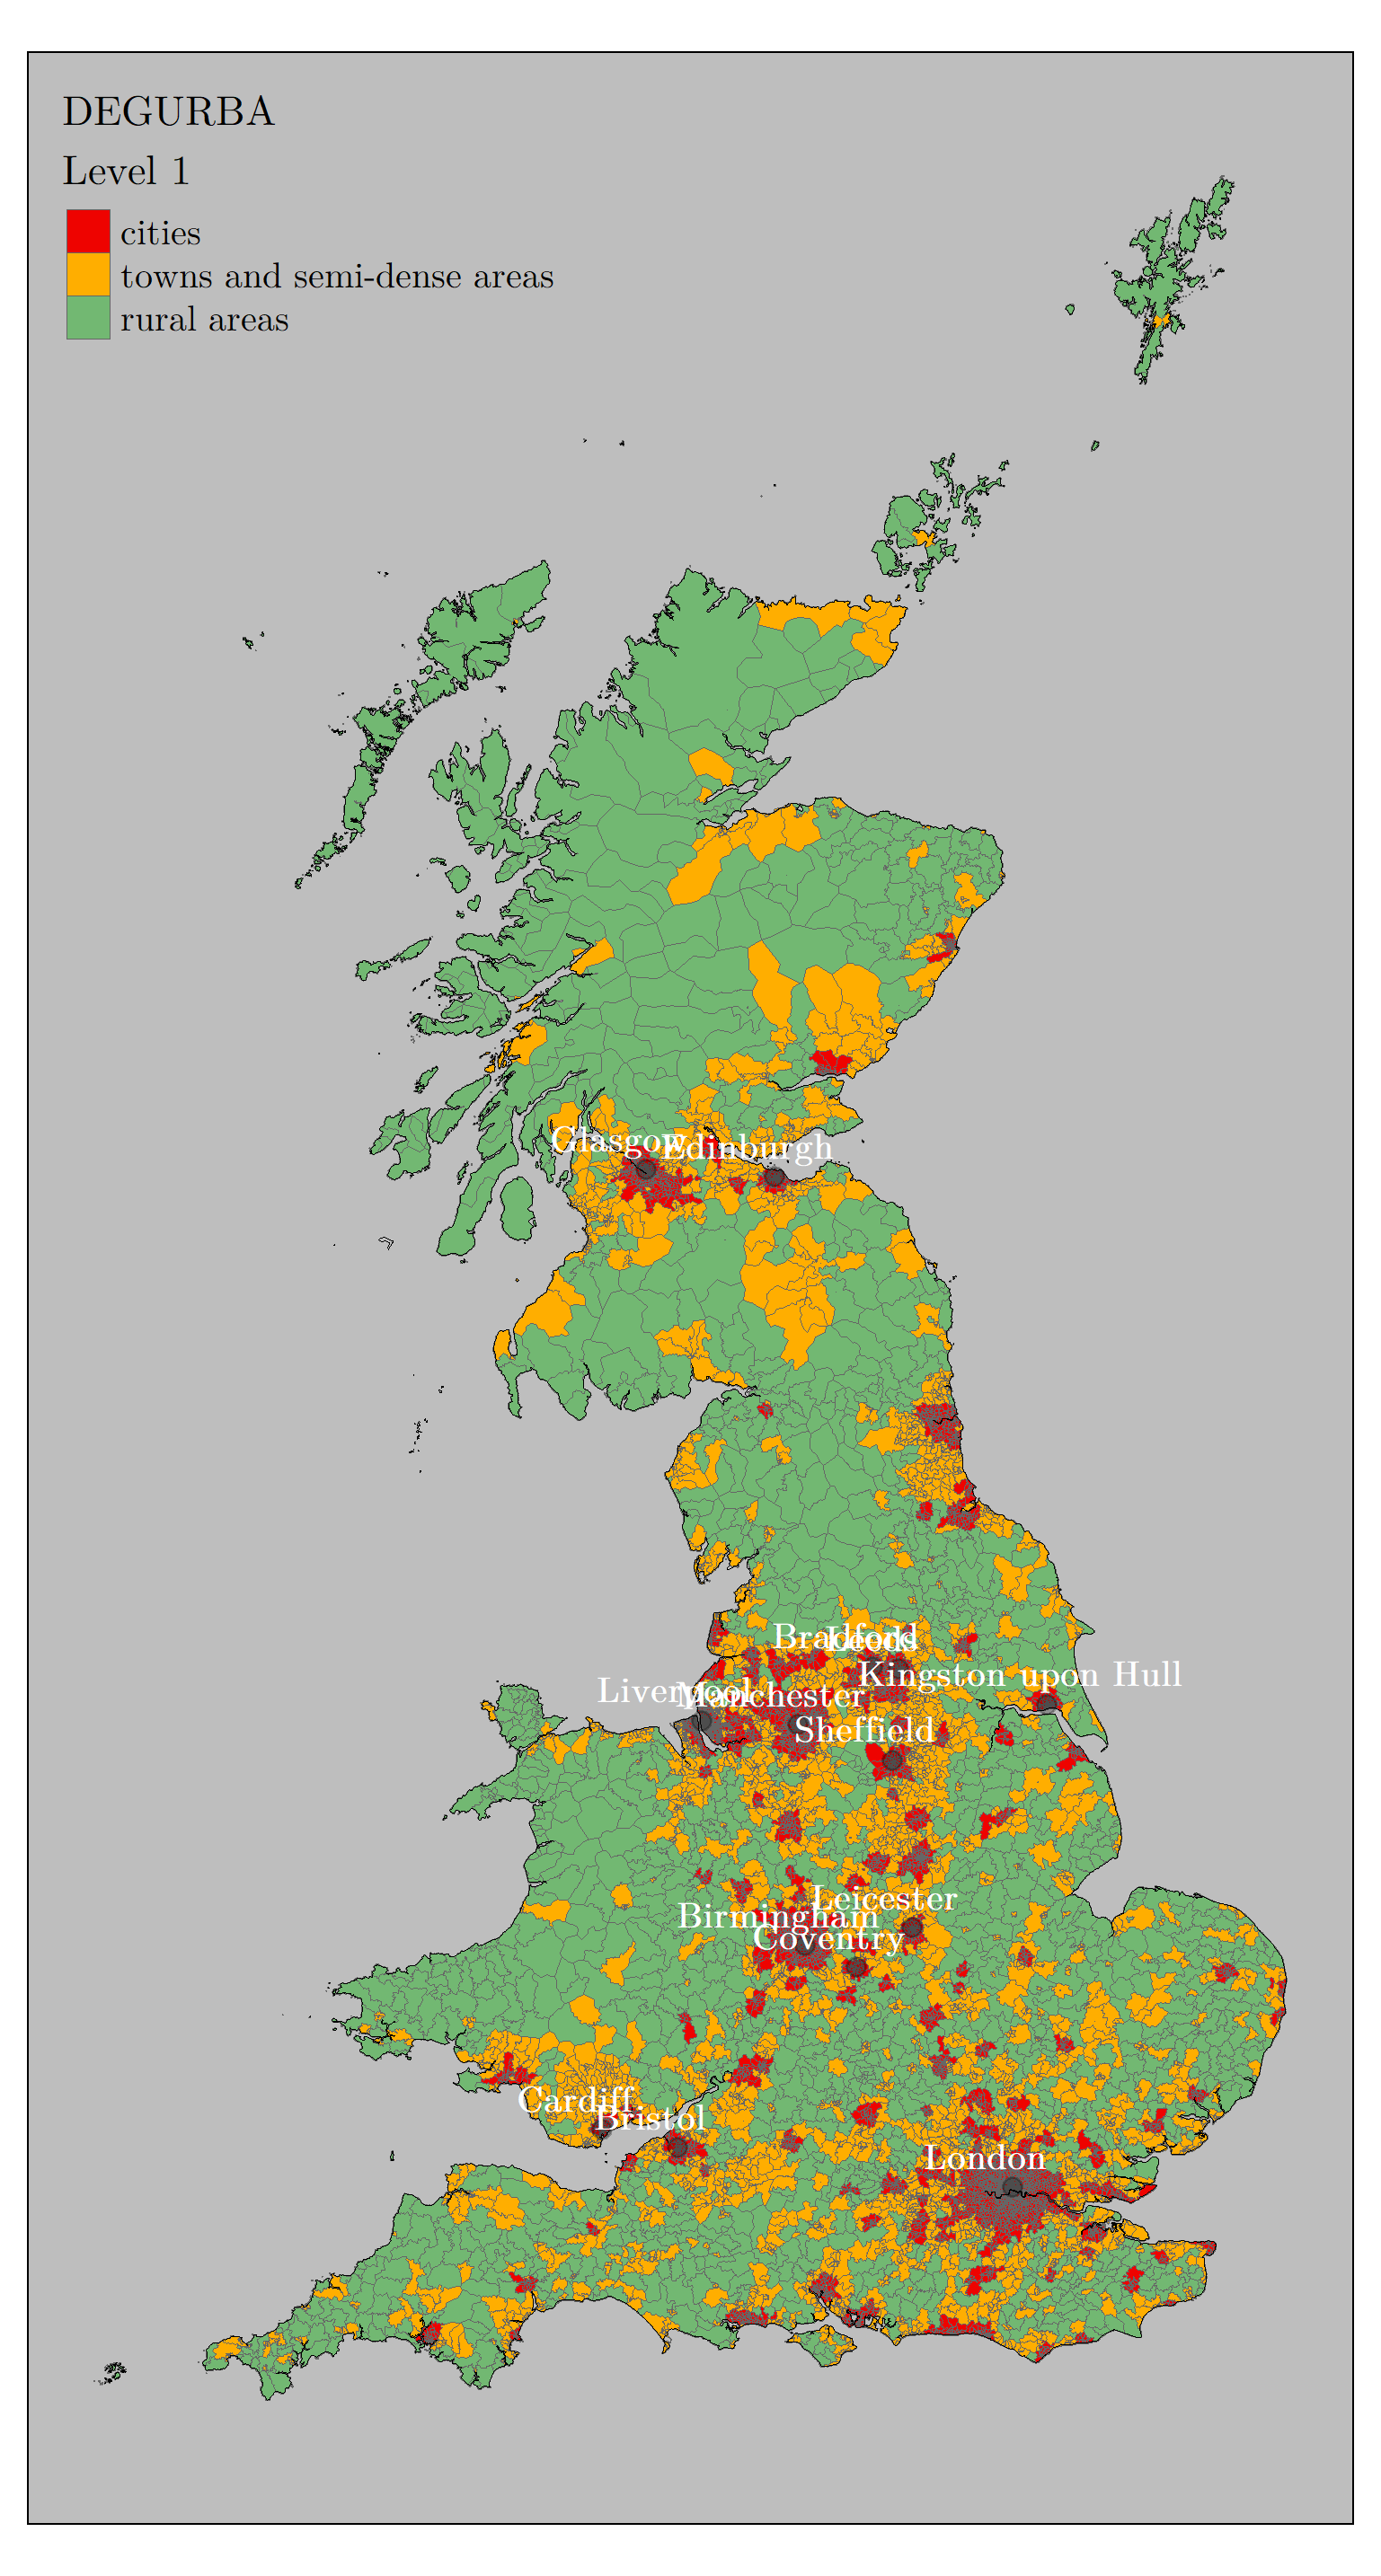 DEGURBA
Level 1
cities
towns and semi-dense areas
rural areas
Glasgow
Edinburgh
Bradford
Leeds
Kingston upon Hull
Liverpool
Manchester
Sheffield
Leicester
Birmingham
Coventry
Cardiff
Bristol
London